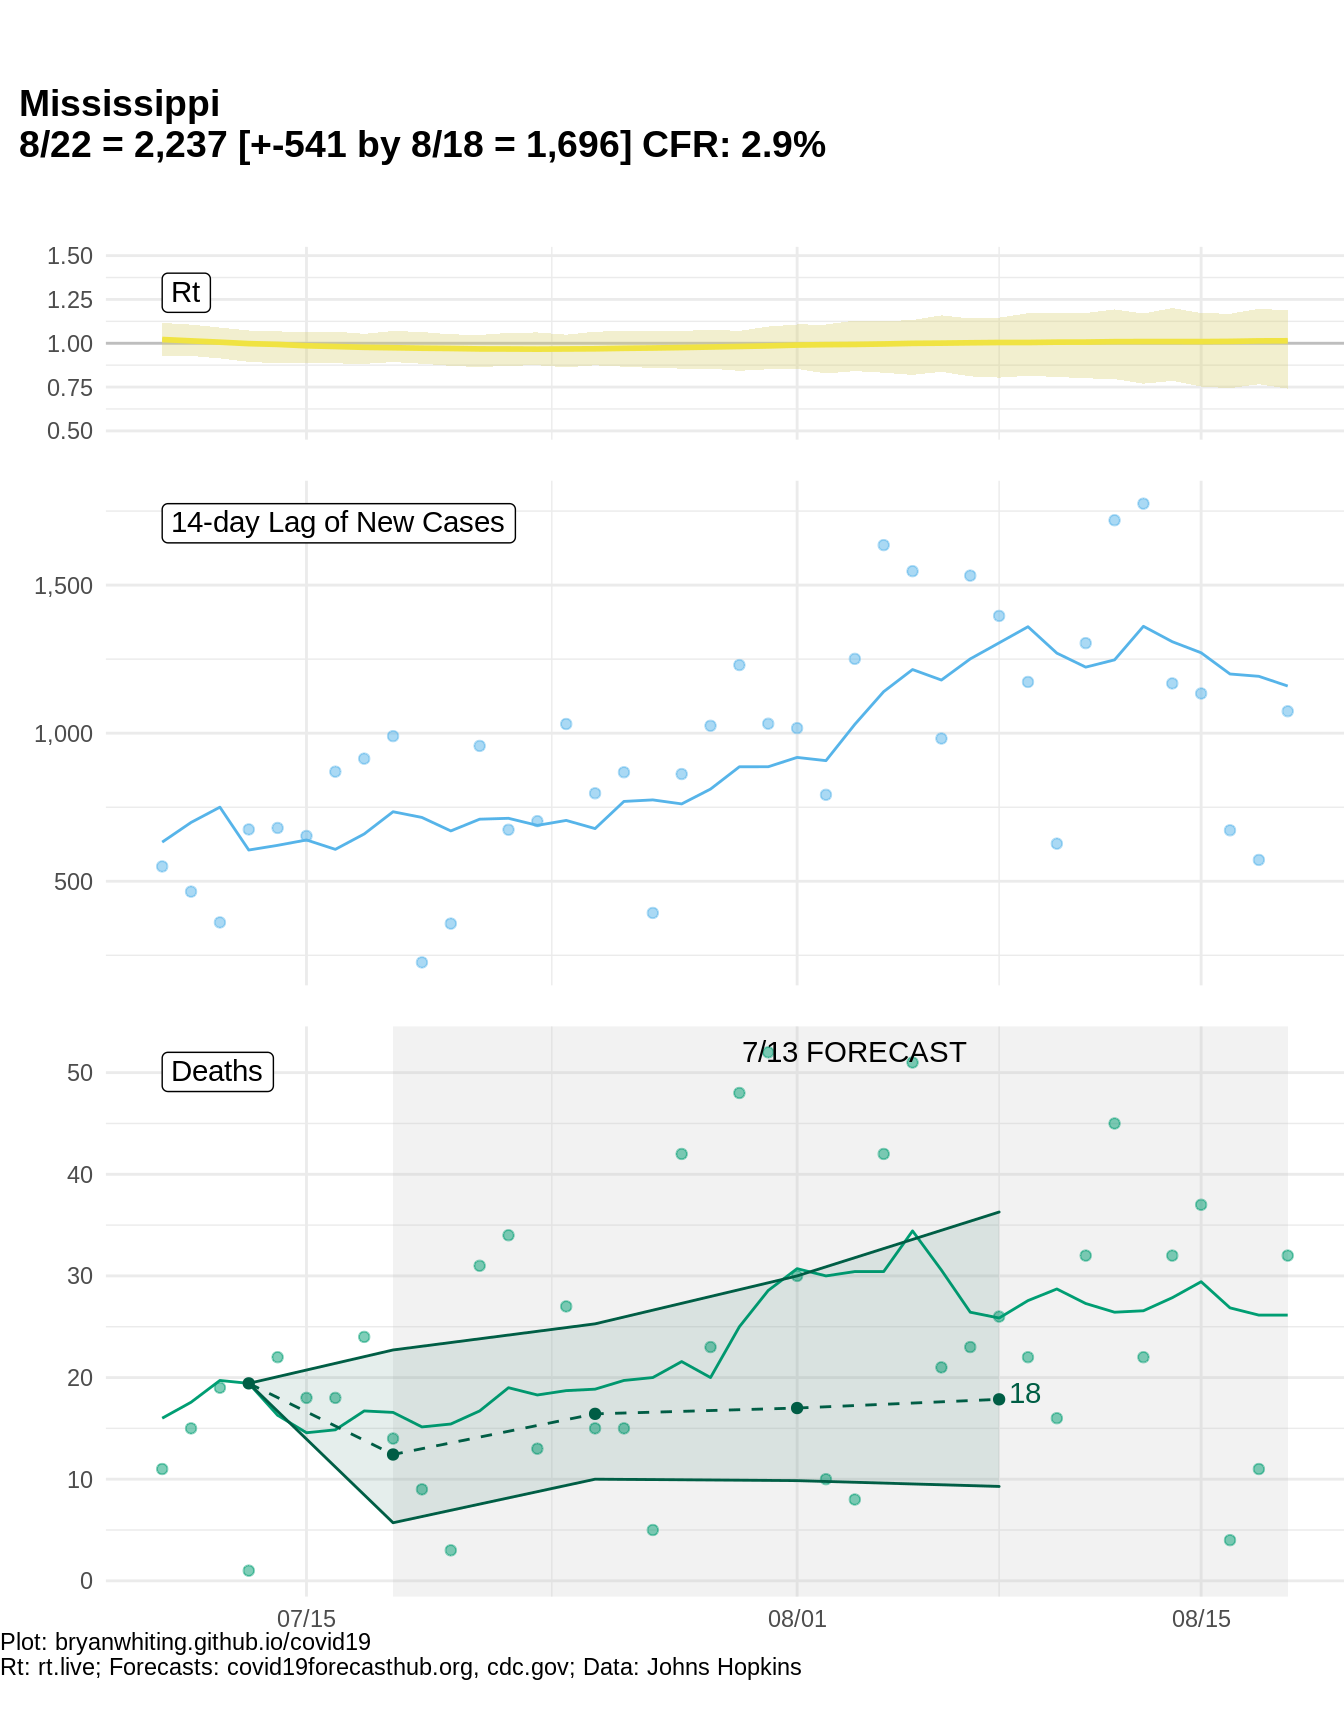 Mississippi
8/22 = 2,237 [+-541 by 8/18 = 1,696] CFR: 2.9%
1.50
Rt
1.25
1.00
0.75
0.50
14-day Lag of New Cases
1,500
1,000
500
7/13 FORECAST
Deaths
50
40
30
20
18
10
0
07/15 08/01 08/15
Plot: bryanwhiting.github.io/covid19
Rt: rt.live; Forecasts: covid19forecasthub.org, cdc.gov; Data: Johns Hopkins